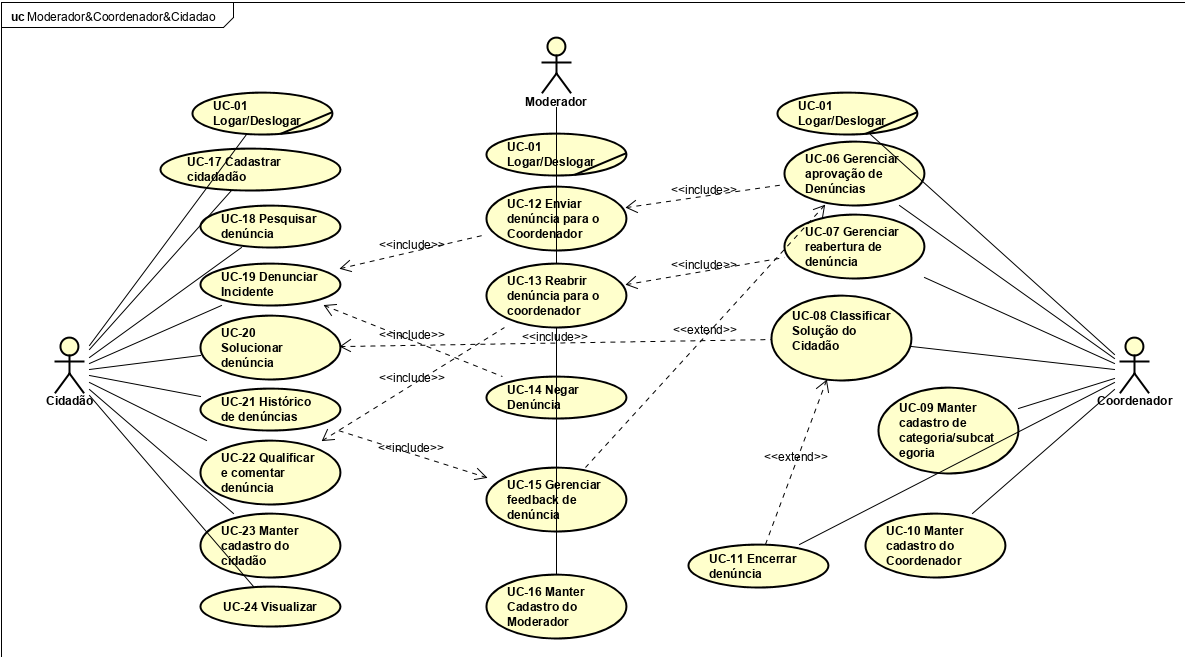 uc Moderador&Coordenador&Cidadao
Moderador
UC-01
Logar/Deslogar
UC-17 Cadastrar
cidadadão
UC-18 Pesquisar
denúncia
UC-19 Denunciar
Incidente
UC-20
Solucionar
denúncia
UC-21 Histórico
de denúncias
UC-22 Qualificar
e comentar
denúncia
UC-23 Manter
cadastro do
cidadão
UC-24 Visualizar
Cidadão
<<include>>
<<include>>
<<include>>
<<include>>
UC-01
Logar/Deslogar
UC-12 Enviar
denúncia para o
Coordenador
UC-13 Reabrir
denúncia para o
coordenador
<<include>>
UC-14 Negar
Denúncia
UC-15 Gerenciar
feedback de
denúncia
UC-16 Manter
Cadastro do
Moderador
<<include>>
<<include>>
<<extend>>
<<extend>>
UC-01
Logar/Deslogar
UC-06 Gerenciar
aprovação de
Denúncias
UC-07 Gerenciar
reabertura de
denúncia
UC-08 Classificar
Solução do
Cidadão
UC-09 Manter
cadastro de
categoria/subcat
egoria
UC-10 Manter
cadastro do
Coordenador
UC-11 Encerrar
denúncia
Coordenador